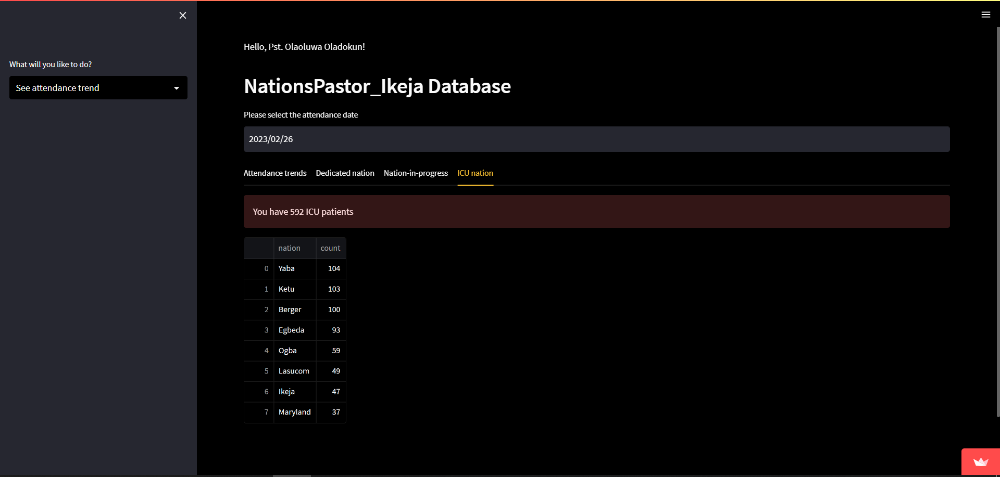 What will you like to do?
See attendance trend
Hello, Pst. Olaoluwa Oladokun!
NationsPastor_Ikeja Database
Please select the attendance date
2023/02/26
Attendance trends Dedicated nation Nation-in-progress ICU nation
You have 592 ICU patients
nation count
0 Yaba 104
1 Ketu 103
2 Berger 100
3 Egbeda 93
4 Ogba 59
5 Lasucom 49
6 Ikeja 47
7 Maryland 37